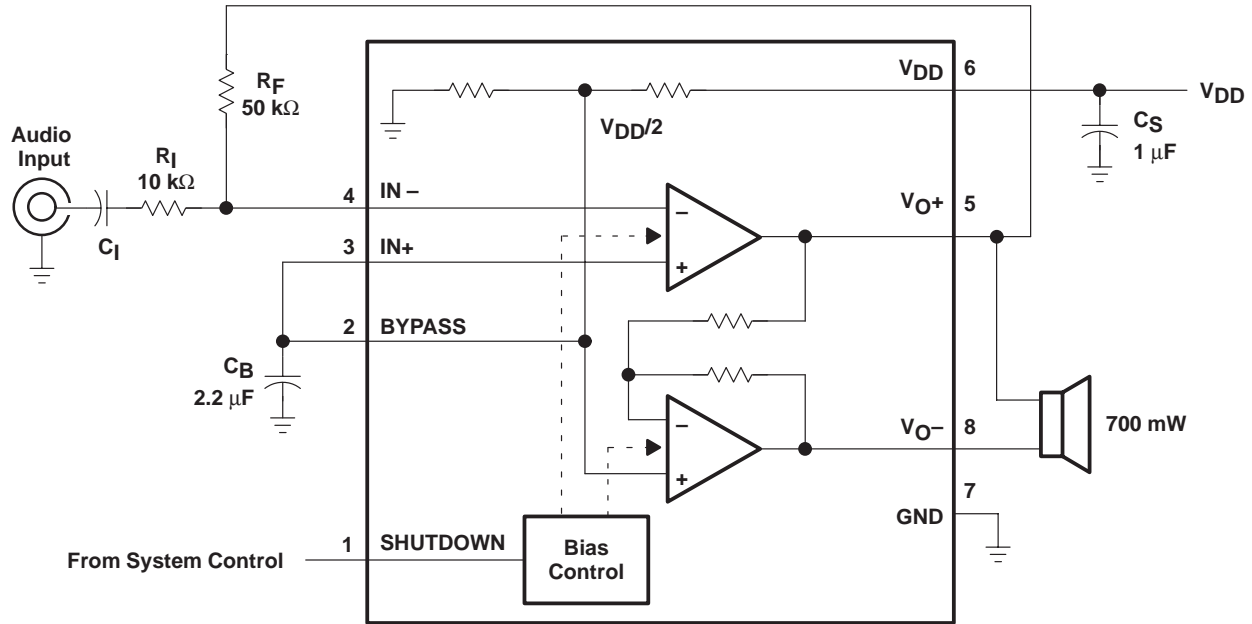 V_DD 6
R_F
50 kΩ
V_DD
V_DD/2
C_S
1 μF
Audio
Input
R_I
10 kΩ
4 IN –
V_O+ 5
C_I
–
+
3 IN+
2 BYPASS
C_B
2.2 μF
–
+
V_O– 8
700 mW
7
GND
From System Control
1 SHUTDOWN
Bias
Control